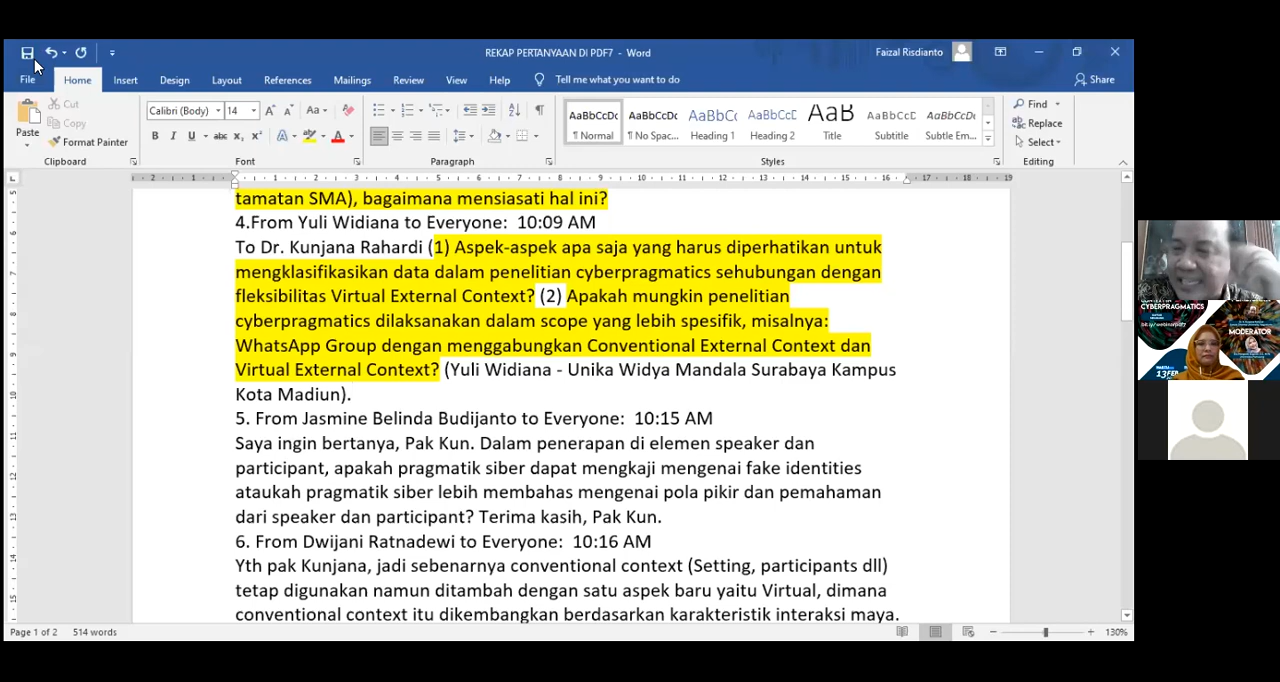 REKAP PERTANYAAN DI PDF7 - Word
Faizal Risdianto
File Home Insert Design Layout References Mailings Review View Help Tell me what you want to do Share
Paste
Cut
Copy
Format Painter
Clipboard
Calibri (Body) 14
Font
Paragraph
AaBbCcDc AaBbCcDc AaBbCc AaBbCcC AaB AaBbCcC AaBbCcDc
¶ Normal ¶ No Spac... Heading 1 Heading 2 Title Subtitle Subtle Em...
Styles
Find
Replace
Select
Editing
tamatan SMA), bagaimana mensiasati hal ini?
4.From Yuli Widiana to Everyone: 10:09 AM
To Dr. Kunjana Rahardi (1) Aspek-aspek apa saja yang harus diperhatikan untuk
mengklasifikasikan data dalam penelitian cyberpragmatics sehubungan dengan
fleksibilitas Virtual External Context? (2) Apakah mungkin penelitian
cyberpragmatics dilaksanakan dalam scope yang lebih spesifik, misalnya:
WhatsApp Group dengan menggabungkan Conventional External Context dan
Virtual External Context? (Yuli Widiana - Unika Widya Mandala Surabaya Kampus
Kota Madiun).
5. From Jasmine Belinda Budijanto to Everyone: 10:15 AM
Saya ingin bertanya, Pak Kun. Dalam penerapan di elemen speaker dan
participant, apakah pragmatik siber dapat mengkaji mengenai fake identities
ataukah pragmatik siber lebih membahas mengenai pola pikir dan pemahaman
dari speaker dan participant? Terima kasih, Pak Kun.
6. From Dwijani Ratnadewi to Everyone: 10:16 AM
Yth pak Kunjana, jadi sebenarnya conventional context (Setting, participants dll)
tetap digunakan namun ditambah dengan satu aspek baru yaitu Virtual, dimana
conventional context itu dikembangkan berdasarkan karakteristik interaksi maya.
Page 1 of 2 514 words
130%
CYBERPRAGMATICS
MODERATOR
13 FEB